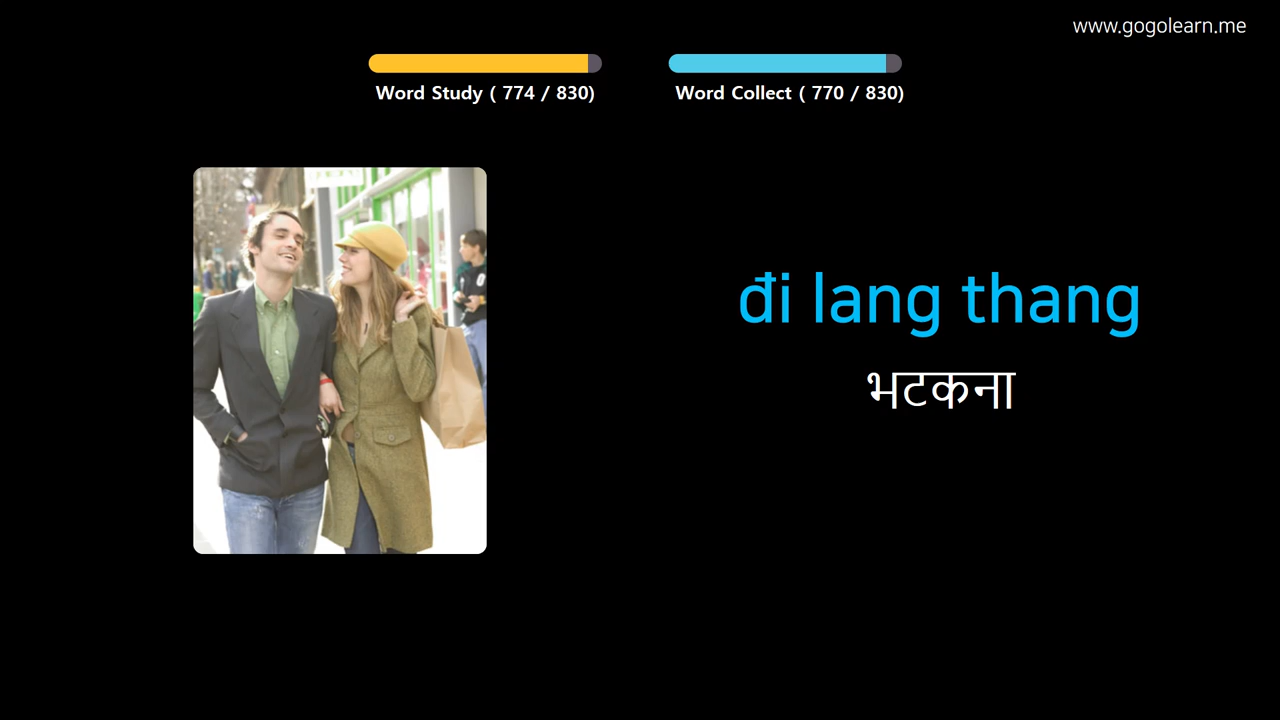 www.gogolearn.me
Word Study ( 774 / 830)
Word Collect ( 770 / 830)
đi lang thang
भटकना